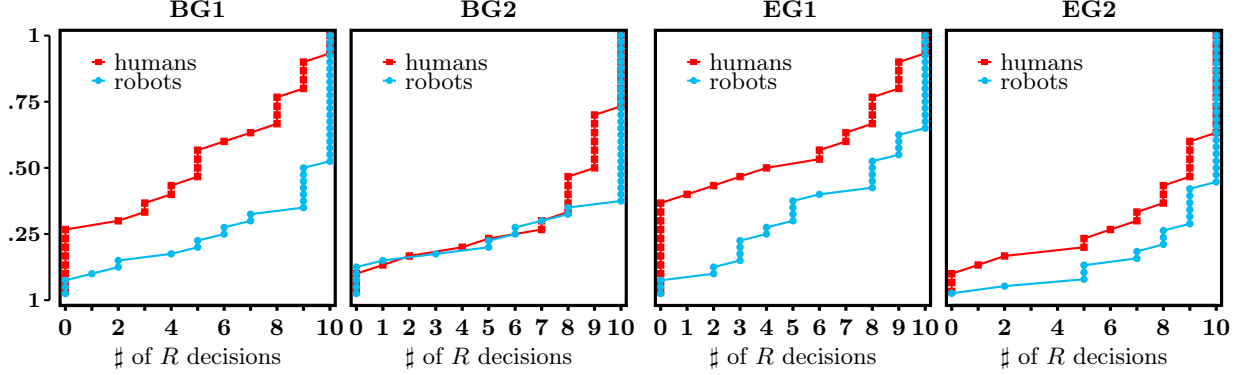 BG1 BG2 EG1 EG2
1
.75
.50
.25
1
humans
robots
humans
robots
humans
robots
humans
robots
0 2 4 6 8 10
0 1 2 3 4 5 6 7 8 9 10
0 1 2 3 4 5 6 7 8 9 10
0 2 4 6 8 10
♯ of R decisions
♯ of R decisions
♯ of R decisions
♯ of R decisions